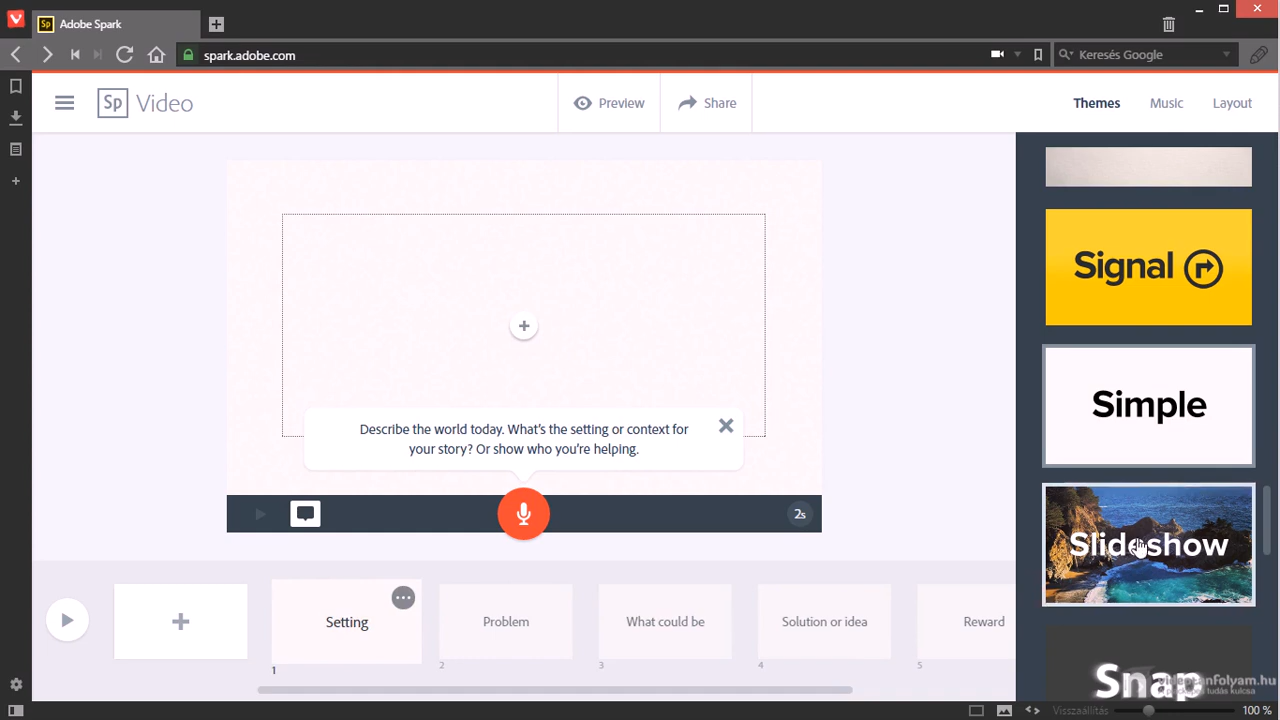 Adobe Spark
spark.adobe.com
Keresés Google
Sp Video
Preview
Share
Themes
Music
Layout
Signal
Simple
Slideshow
Snap
Describe the world today. What's the setting or context for
your story? Or show who you're helping.
2s
Setting
Problem
What could be
Solution or idea
Reward
1
2
3
4
5
Visszaállítás
100 %